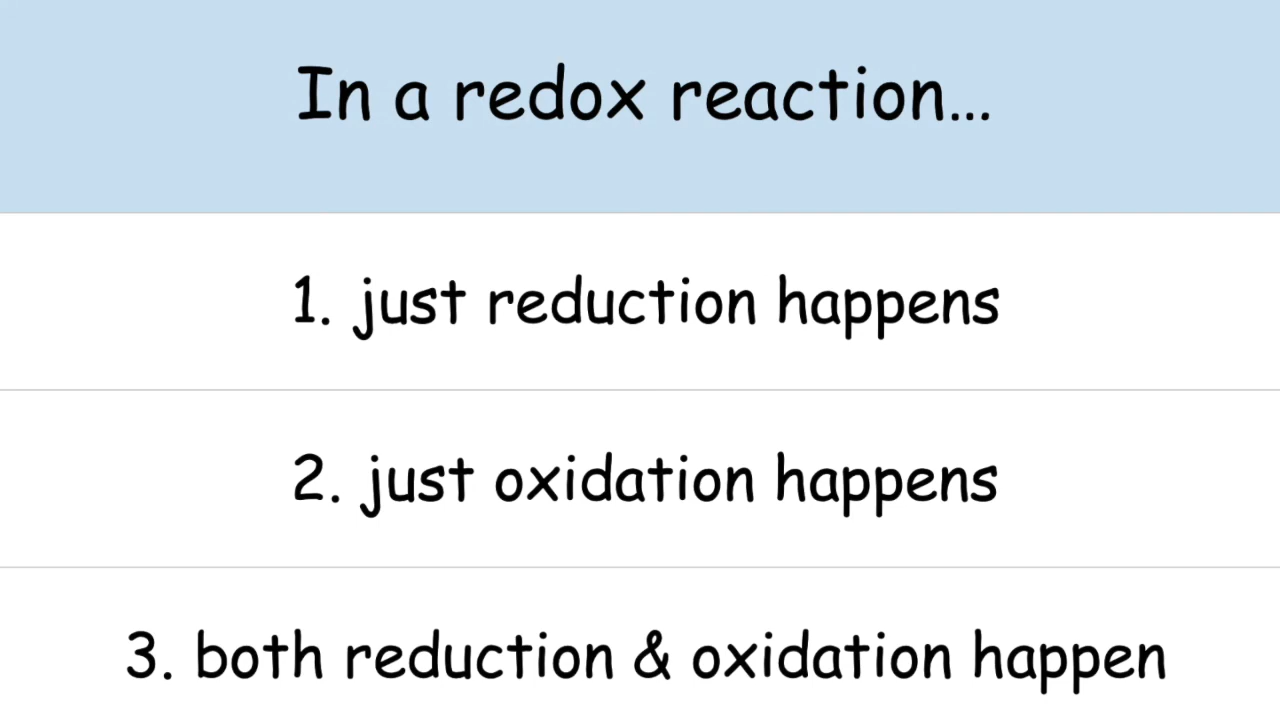 In a redox reaction...
1. just reduction happens
2. just oxidation happens
3. both reduction & oxidation happen